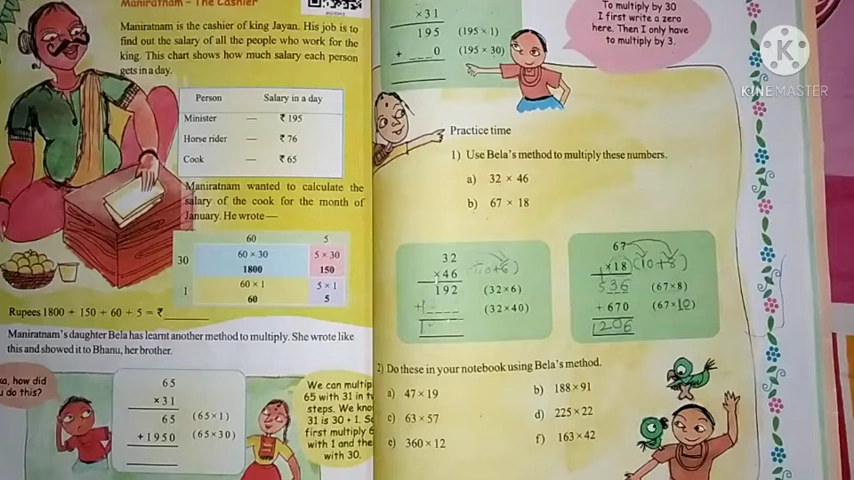 Maniratnam – The Cashier
Maniratnam is the cashier of king Jayan. His job is to
find out the salary of all the people who work for the
king. This chart shows how much salary each person
gets in a day.
Person Salary in a day
Minister — ₹ 195
Horse rider — ₹ 76
Cook — ₹ 65
Maniratnam wanted to calculate the
salary of the cook for the month of
January. He wrote—
60 5
30 60 × 30 5 × 30
1800 150
1 60 × 1 5 × 1
60 5
Rupees 1800 + 150 + 60 + 5 = ₹
Maniratnam's daughter Bela has learnt another method to multiply. She wrote like
this and showed it to Bhanu, her brother.
how did
u do this?
65
×31
65 (65×1)
+1950 (65×30)
We can multip
65 with 31 in
steps. We kno
31 is 30 + 1. S
first multiply 6
with 1 and the
with 30.
×31
195 (195×1)
+ _ _ _ 0 (195×30)
To multiply by 30
I first write a zero
here. Then I only have
to multiply by 3.
KINEMASTER
Practice time
1) Use Bela's method to multiply these numbers.
a) 32 × 46
b) 67 × 18
32
×46
192 (32×6)
+ (32×40)
67
×18 (10+8)
536 (67×8)
+ 670 (67×10)
1206
2) Do these in your notebook using Bela's method.
a) 47×19 b) 188×91
c) 63×57 d) 225×22
e) 360×12 f) 163×42